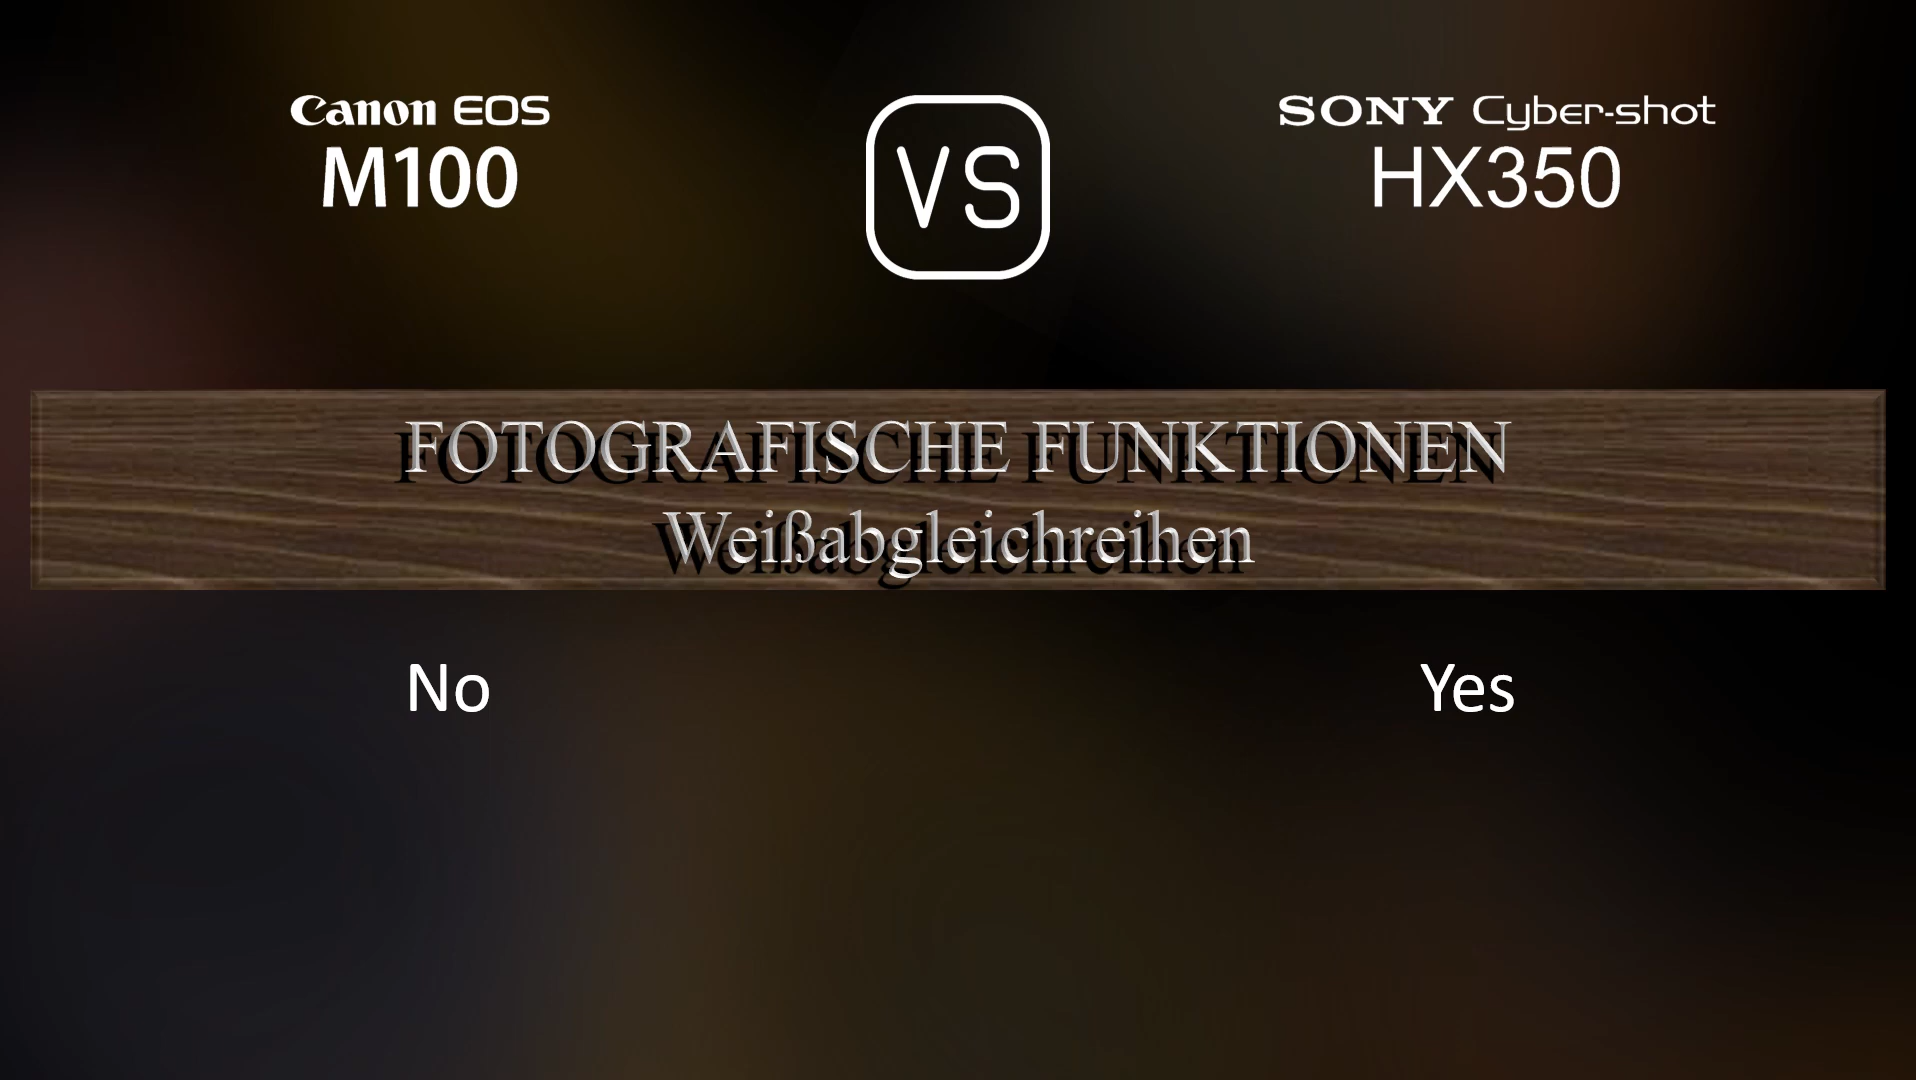 Canon EOS
M100
VS
SONY Cyber-shot
HX350
FOTOGRAFISCHE FUNKTIONEN
Weißabgleichreihen
No
Yes